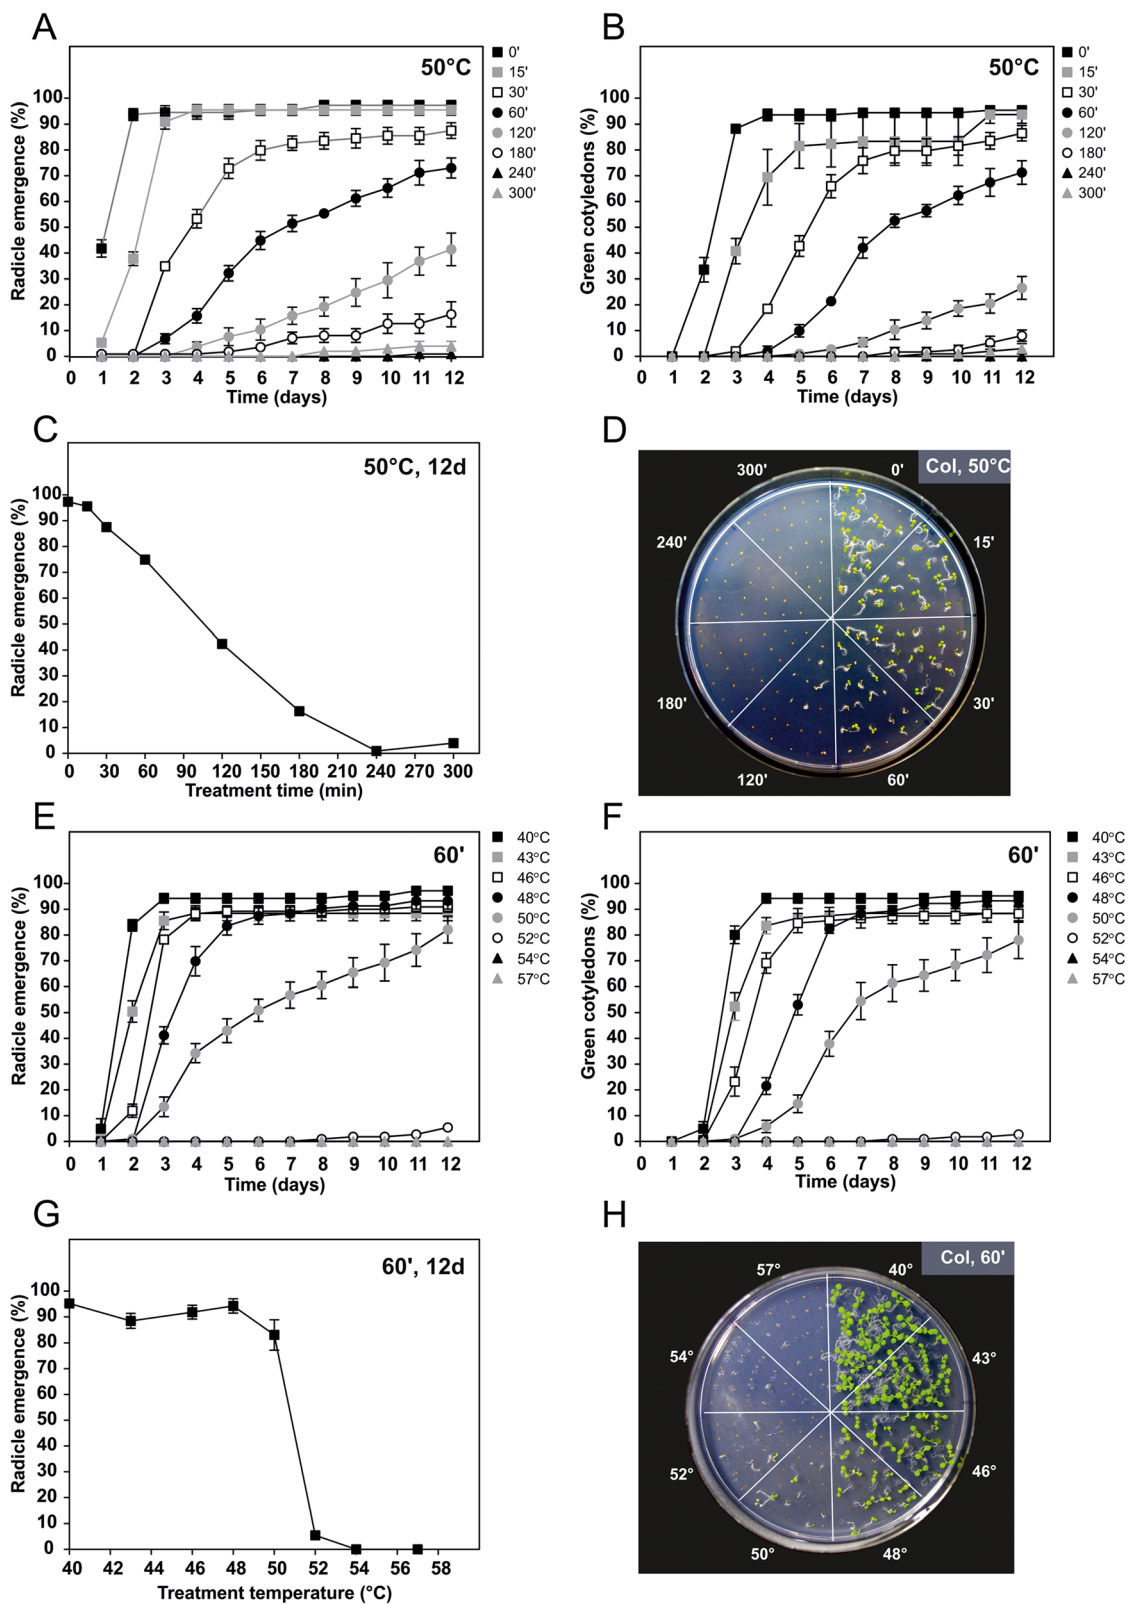 A
50°C
Radicle emergence (%)
100
90
80
70
60
50
40
30
20
10
0
0 1 2 3 4 5 6 7 8 9 10 11 12
Time (days)
0'
15'
30'
60'
120'
180'
240'
300'
B
50°C
Green cotyledons (%)
100
90
80
70
60
50
40
30
20
10
0
0 1 2 3 4 5 6 7 8 9 10 11 12
Time (days)
0'
15'
30'
60'
120'
180'
240'
300'
C
50°C, 12d
Radicle emergence (%)
100
90
80
70
60
50
40
30
20
10
0
0 30 60 90 120 150 180 210 240 270 300
Treatment time (min)
D
Col, 50°C
300'
0'
240'
15'
180'
30'
120'
60'
E
60'
Radicle emergence (%)
100
90
80
70
60
50
40
30
20
10
0
0 1 2 3 4 5 6 7 8 9 10 11 12
Time (days)
40°C
43°C
46°C
48°C
50°C
52°C
54°C
57°C
F
60'
Green cotyledons (%)
100
90
80
70
60
50
40
30
20
10
0
0 1 2 3 4 5 6 7 8 9 10 11 12
Time (days)
40°C
43°C
46°C
48°C
50°C
52°C
54°C
57°C
G
60', 12d
Radicle emergence (%)
100
90
80
70
60
50
40
30
20
10
0
40 42 44 46 48 50 52 54 56 58
Treatment temperature (°C)
H
Col, 60'
57°
40°
54°
43°
52°
46°
50°
48°